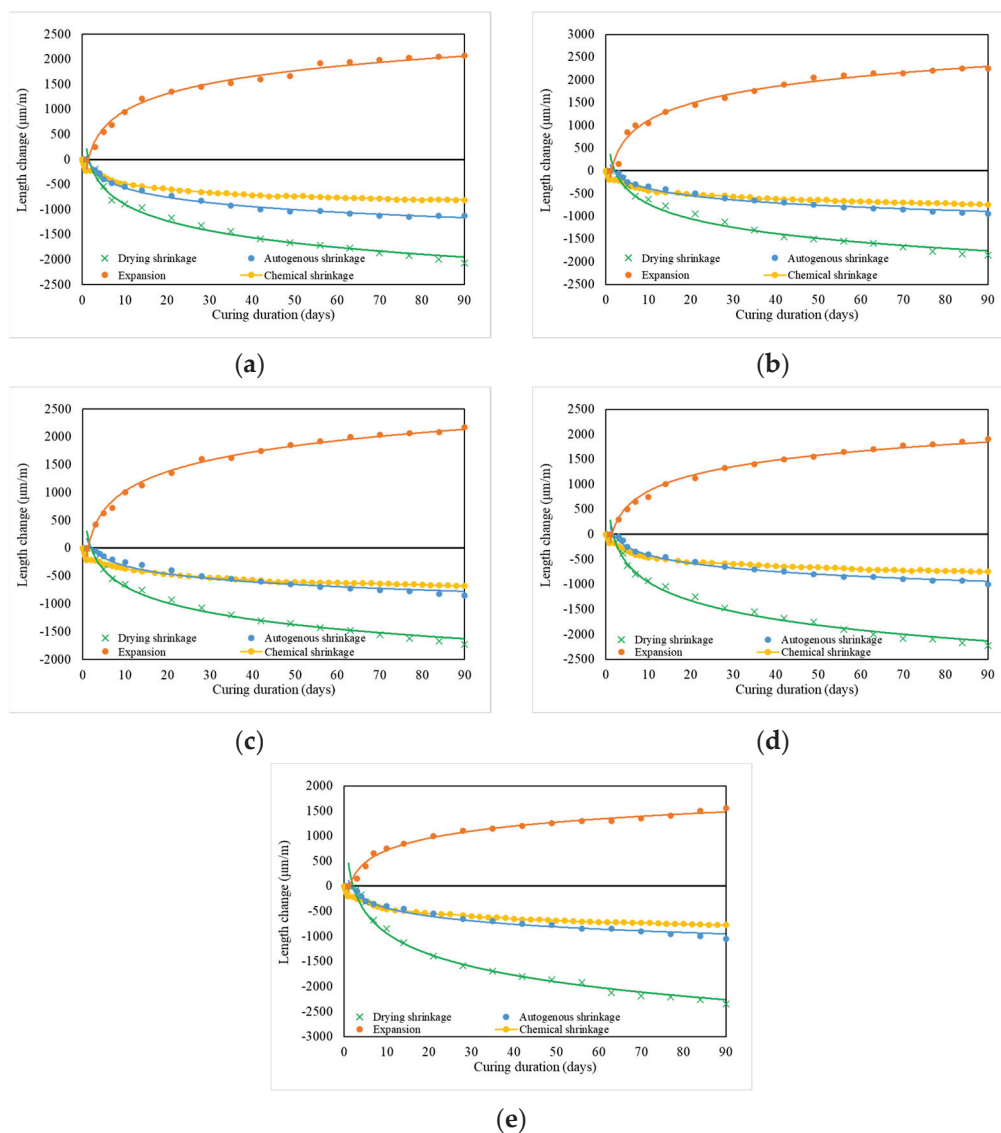 2500
2000
1500
1000
500
0
-500
-1000
-1500
-2000
-2500
Length change (μm/m)
Drying shrinkage
Autogenous shrinkage
Expansion
Chemical shrinkage
0 10 20 30 40 50 60 70 80 90
Curing duration (days)
(a)
3000
2500
2000
1500
1000
500
0
-500
-1000
-1500
-2000
-2500
Length change (μm/m)
Drying shrinkage
Autogenous shrinkage
Expansion
Chemical shrinkage
0 10 20 30 40 50 60 70 80 90
Curing duration (days)
(b)
2500
2000
1500
1000
500
0
-500
-1000
-1500
-2000
Length change (μm/m)
Drying shrinkage
Autogenous shrinkage
Expansion
Chemical shrinkage
0 10 20 30 40 50 60 70 80 90
Curing duration (days)
(c)
2500
2000
1500
1000
500
0
-500
-1000
-1500
-2000
-2500
Length change (μm/m)
Drying shrinkage
Autogenous shrinkage
Expansion
Chemical shrinkage
0 10 20 30 40 50 60 70 80 90
Curing duration (days)
(d)
2000
1500
1000
500
0
-500
-1000
-1500
-2000
-2500
-3000
Length change (μm/m)
Drying shrinkage
Autogenous shrinkage
Expansion
Chemical shrinkage
0 10 20 30 40 50 60 70 80 90
Curing duration (days)
(e)